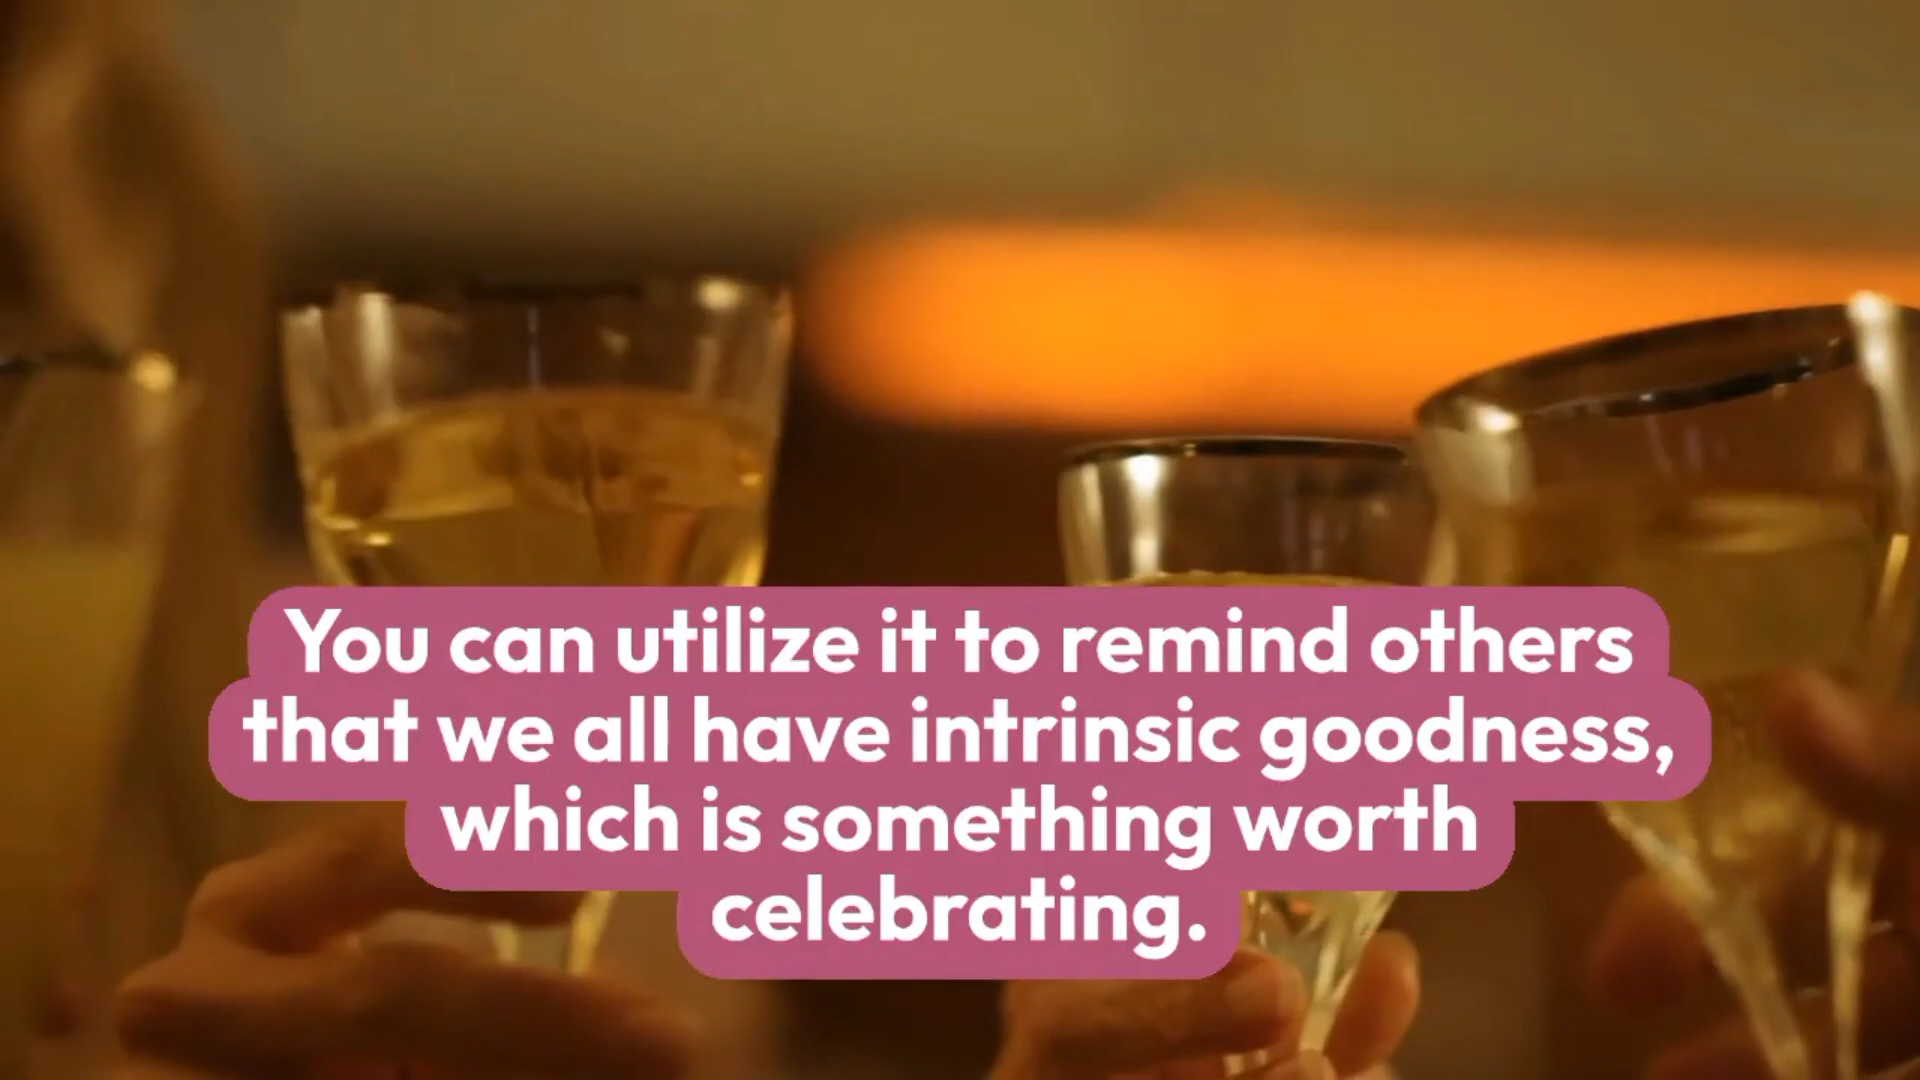 You can utilize it to remind others
that we all have intrinsic goodness,
which is something worth
celebrating.